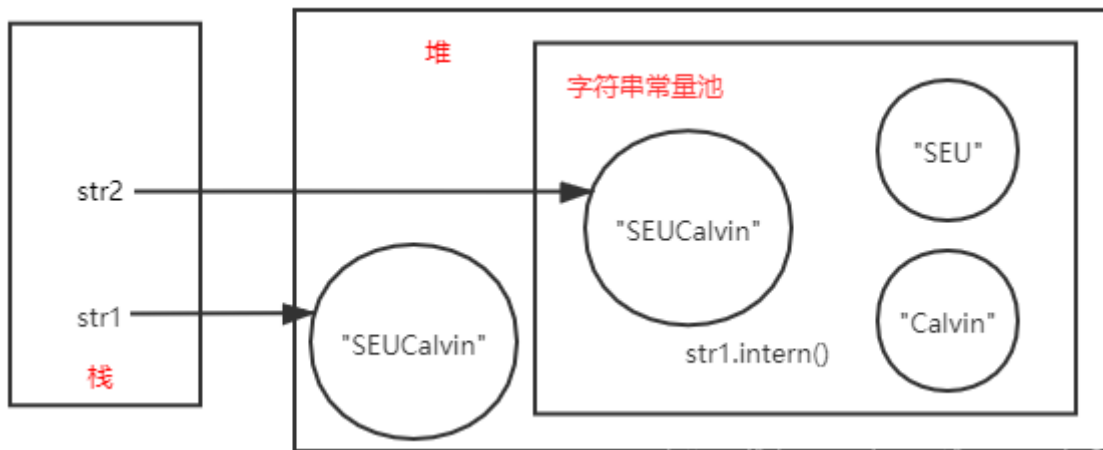 堆
字符串常量池
"SEU"
str2
"SEUCalvin"
str1
"SEUCalvin"
"Calvin"
str1.intern()
栈